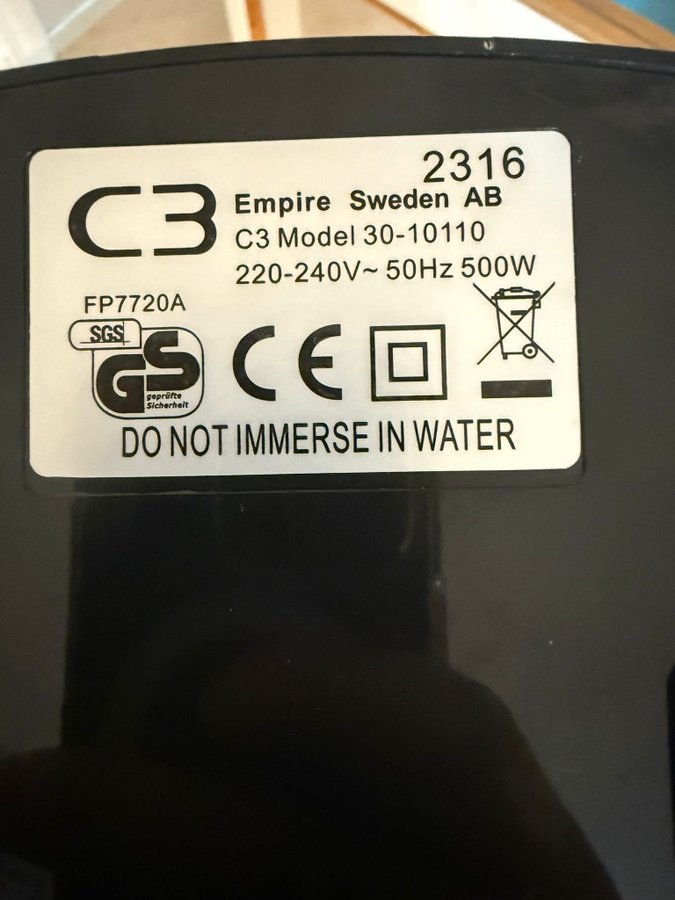 2316
C3
Empire Sweden AB
C3 Model 30-10110
220-240V~ 50Hz 500W
FP7720A
SGS
GS
geprüfte
Sicherheit
CE
DO NOT IMMERSE IN WATER